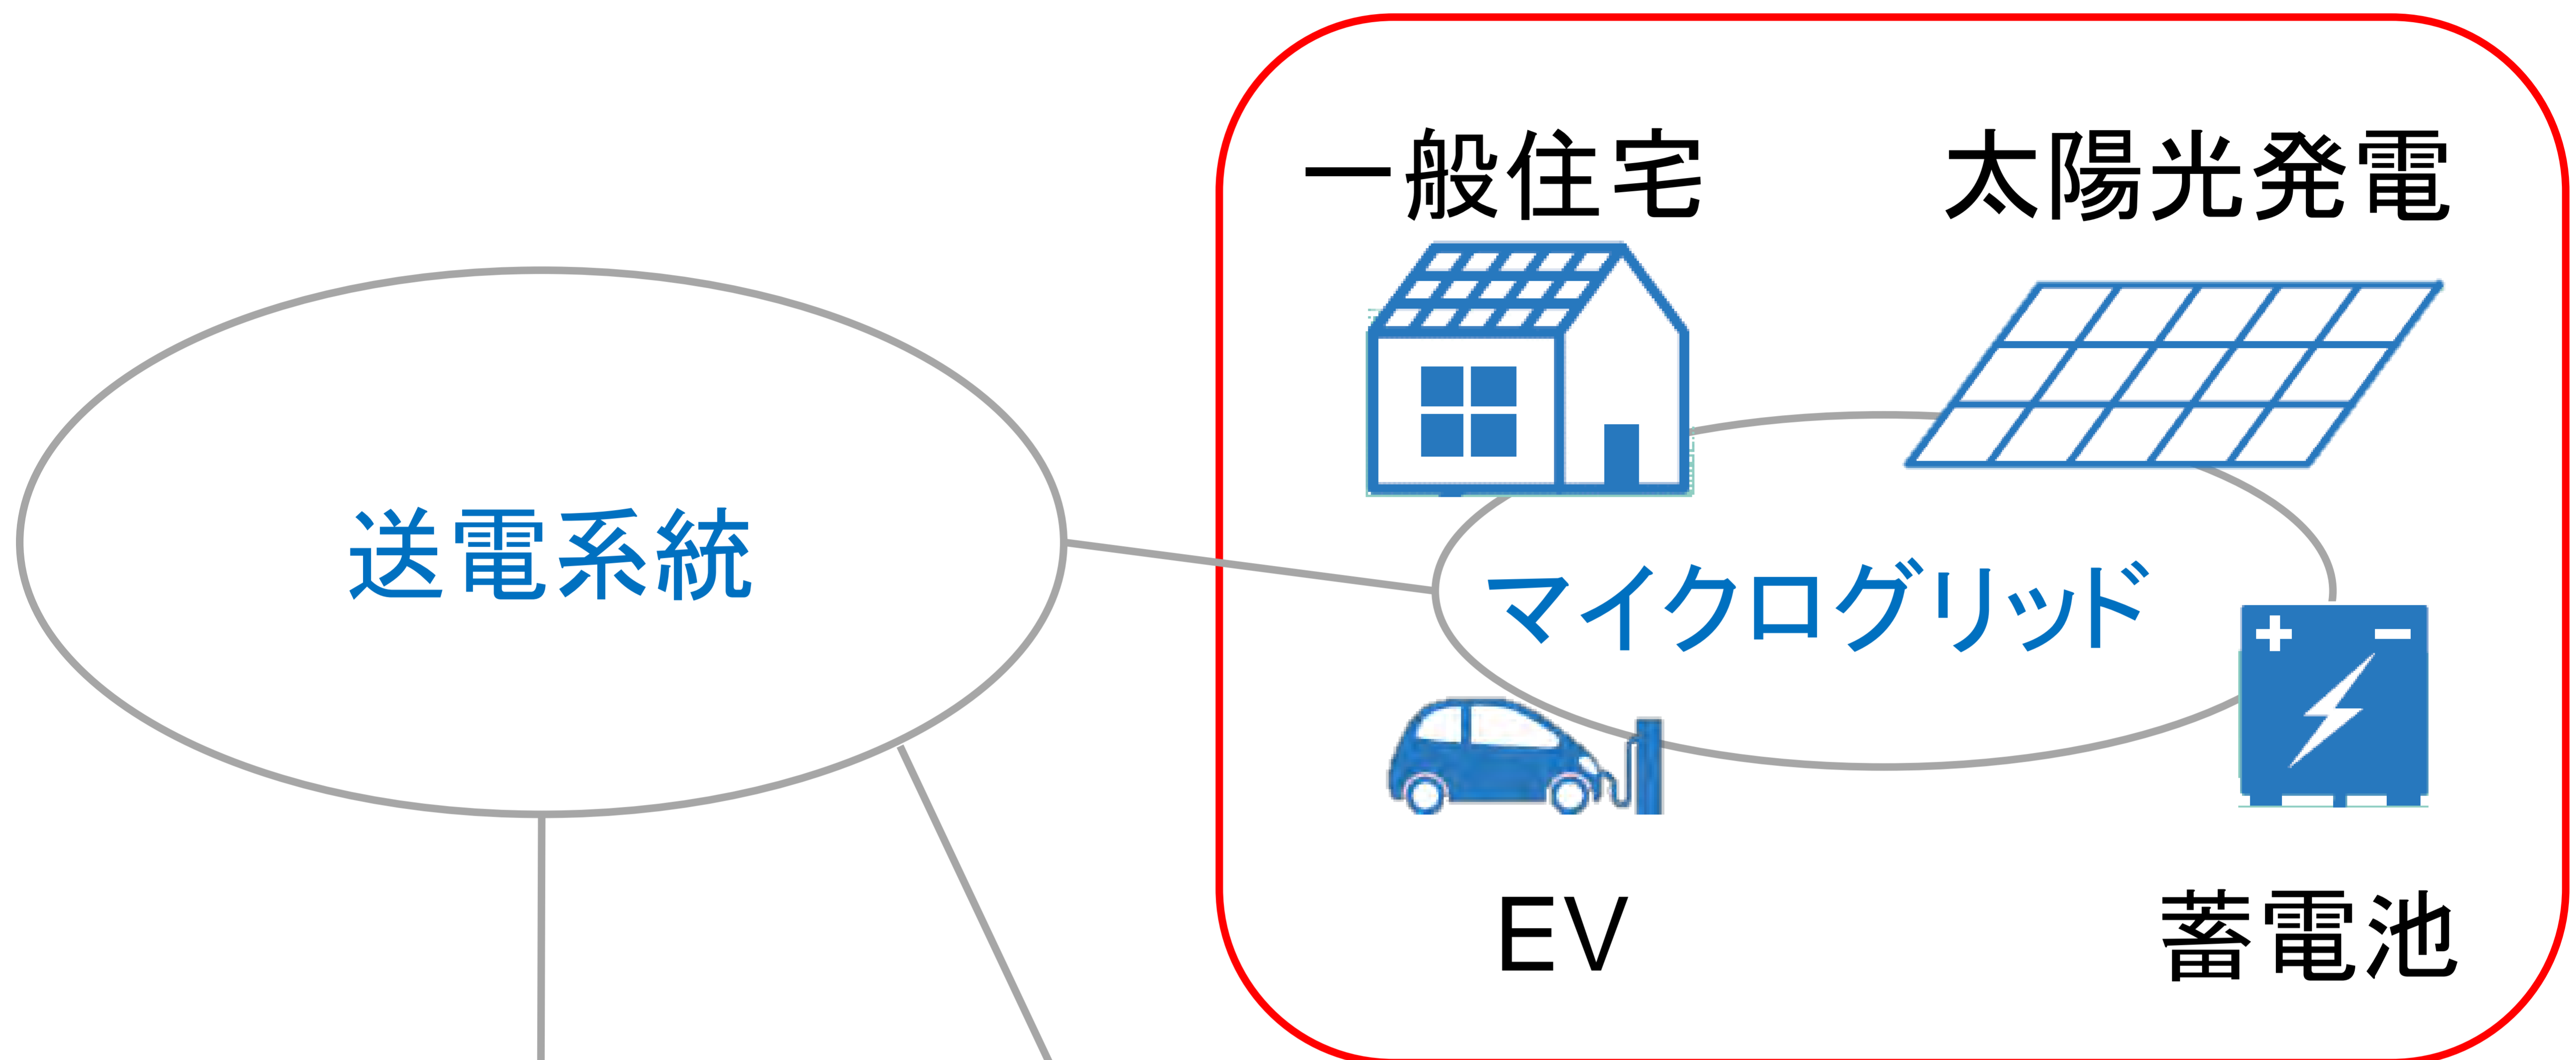 一般住宅
太陽光発電
送電系統
マイクログリッド
EV
蓄電池